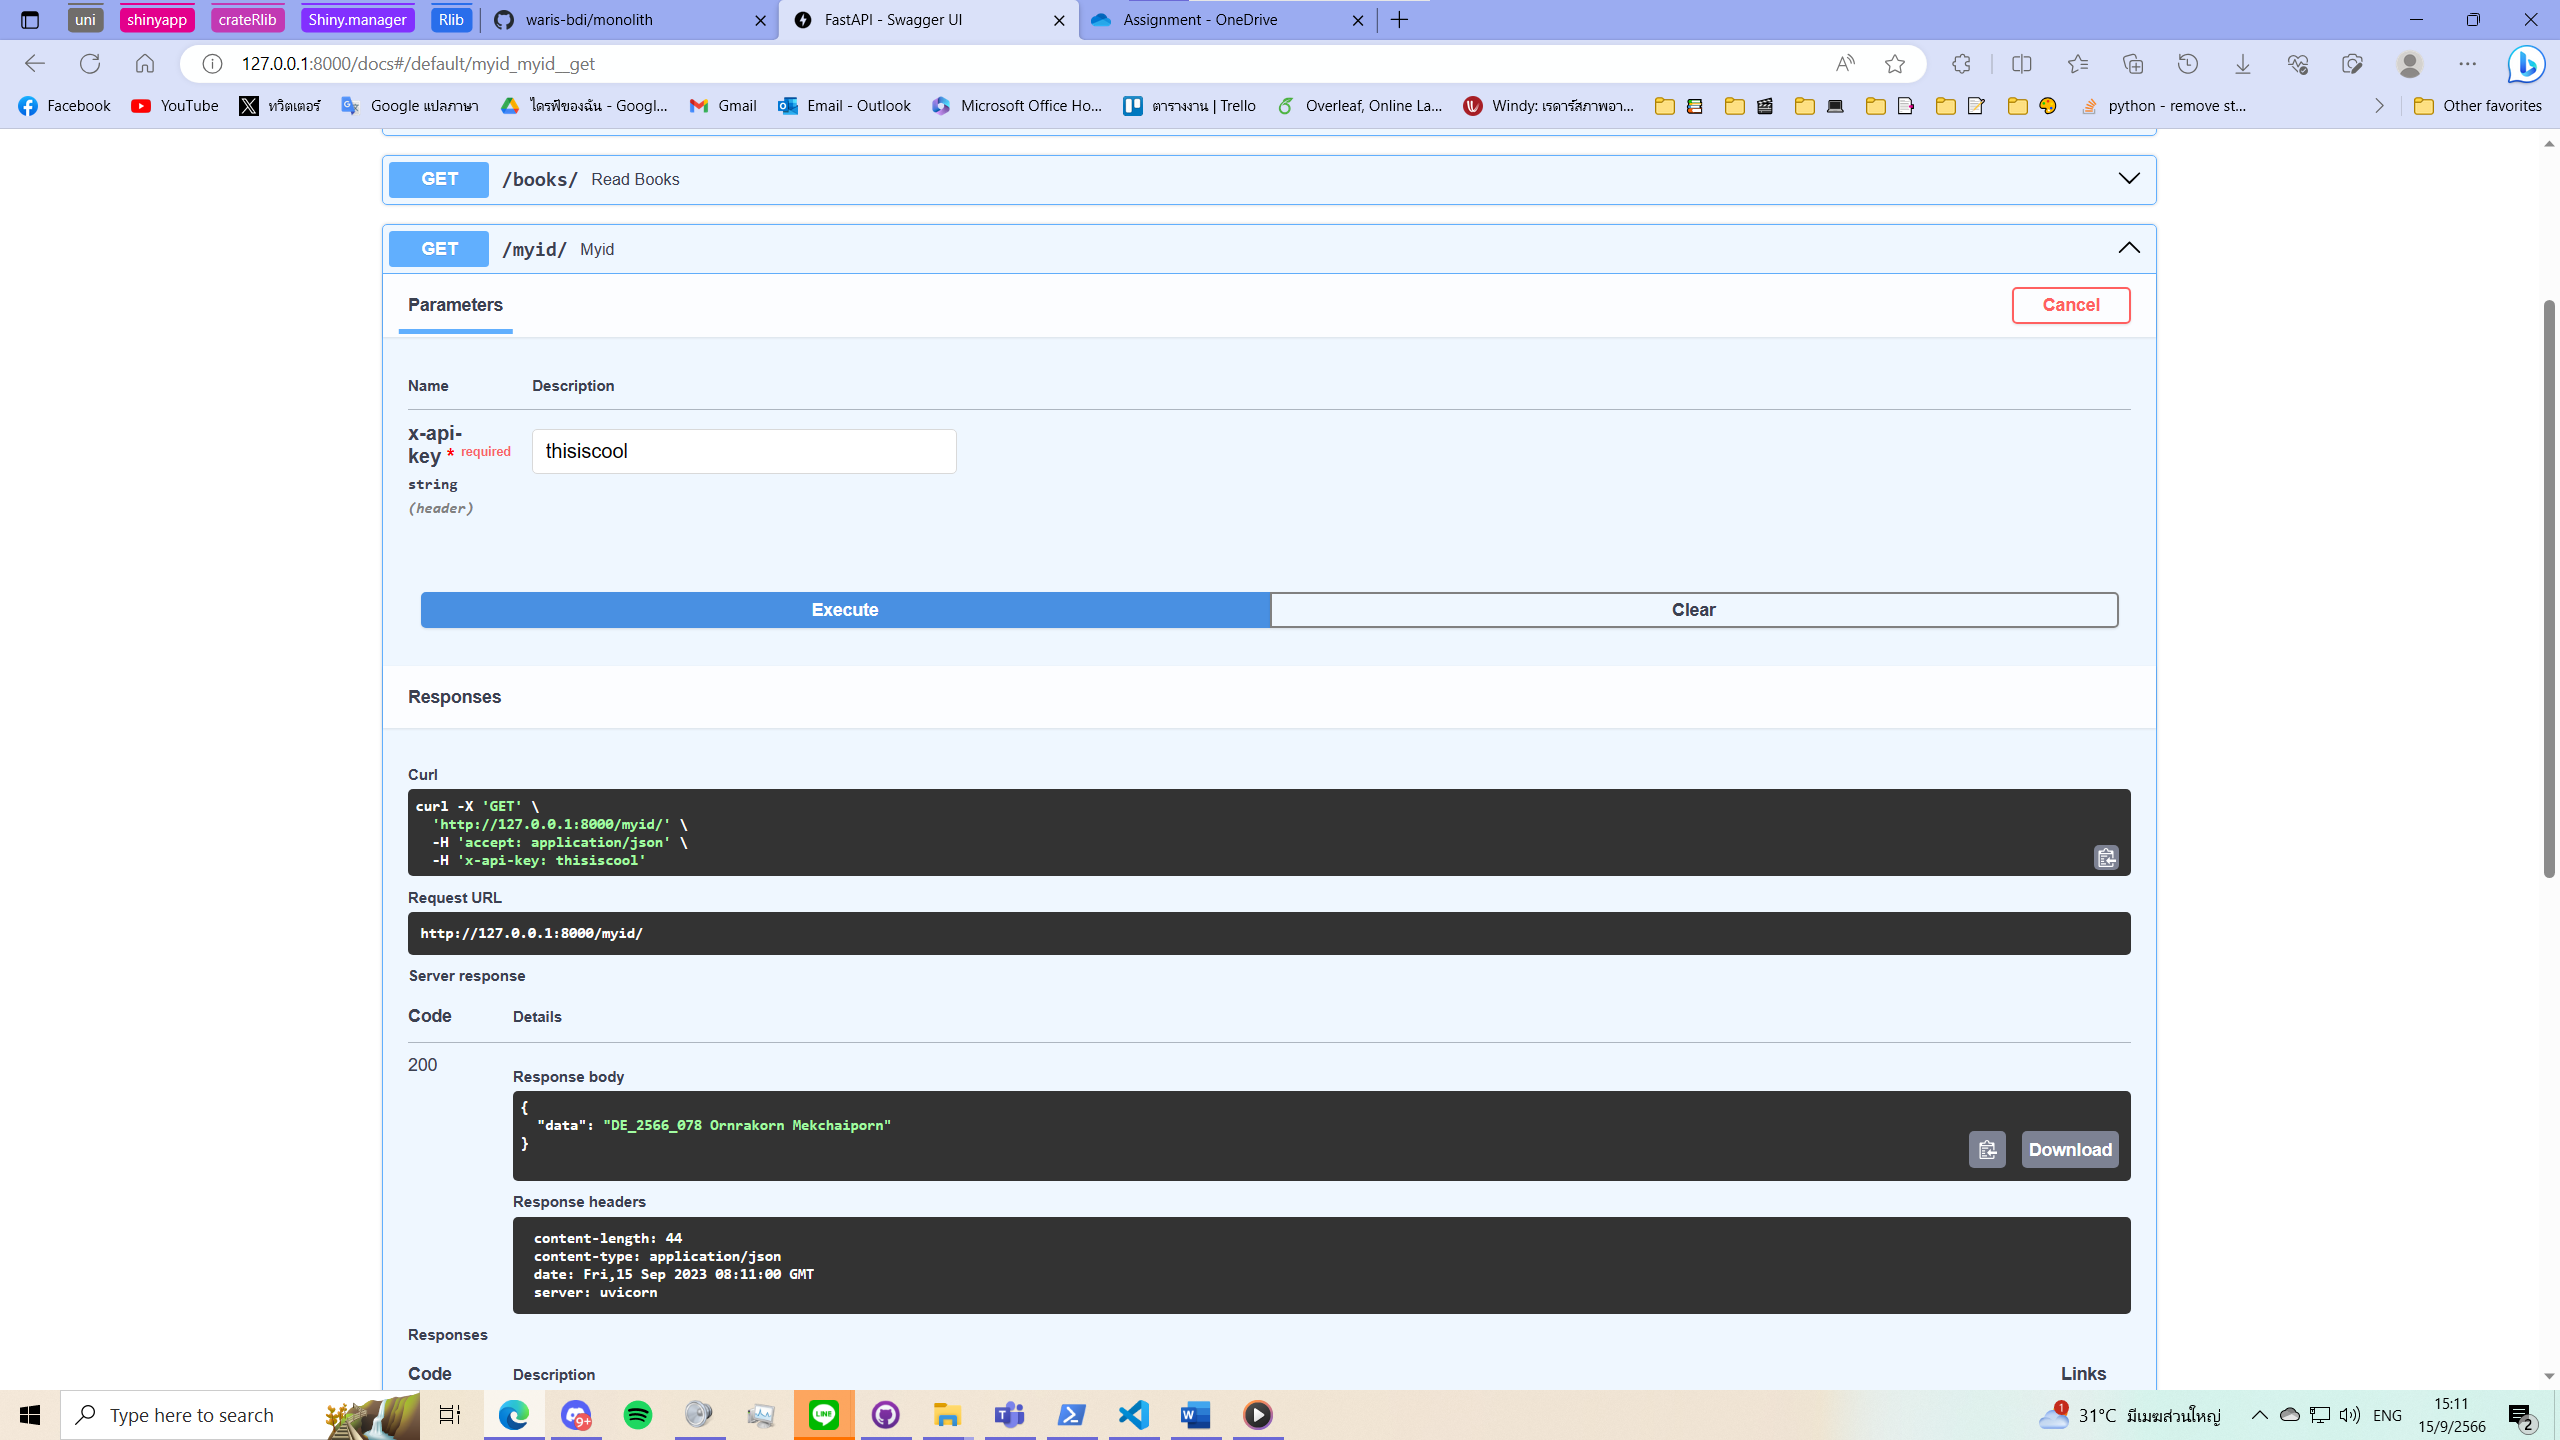 uni
shinyapp
crateRlib
Shiny.manager
Rlib
waris-bdi/monolith
FastAPI - Swagger UI
Assignment - OneDrive
127.0.0.1:8000/docs#/default/myid_myid__get
Facebook
YouTube
ทวิตเตอร์
Google แปลภาษา
ไดรฟ์ของฉัน - Googl...
Gmail
Email - Outlook
Microsoft Office Ho...
ตารางงาน | Trello
Overleaf, Online La...
Windy: เรดาร์สภาพอา...
python - remove st...
Other favorites
GET /books/ Read Books
GET /myid/ Myid
Parameters
Cancel
Name Description
x-api-
key * required
thisiscool
string
(header)
Execute
Clear
Responses
Curl
curl -X 'GET' \
'http://127.0.0.1:8000/myid/' \
-H 'accept: application/json' \
-H 'x-api-key: thisiscool'
Request URL
http://127.0.0.1:8000/myid/
Server response
Code Details
200
Response body
{
"data": "DE_2566_078 Ornrakorn Mekchaiporn"
}
Download
Response headers
content-length: 44
content-type: application/json
date: Fri,15 Sep 2023 08:11:00 GMT
server: uvicorn
Responses
Code Description Links
Type here to search
9+
LINE
1
31°C มีเมฆส่วนใหญ่
ENG
15:11
15/9/2566
2